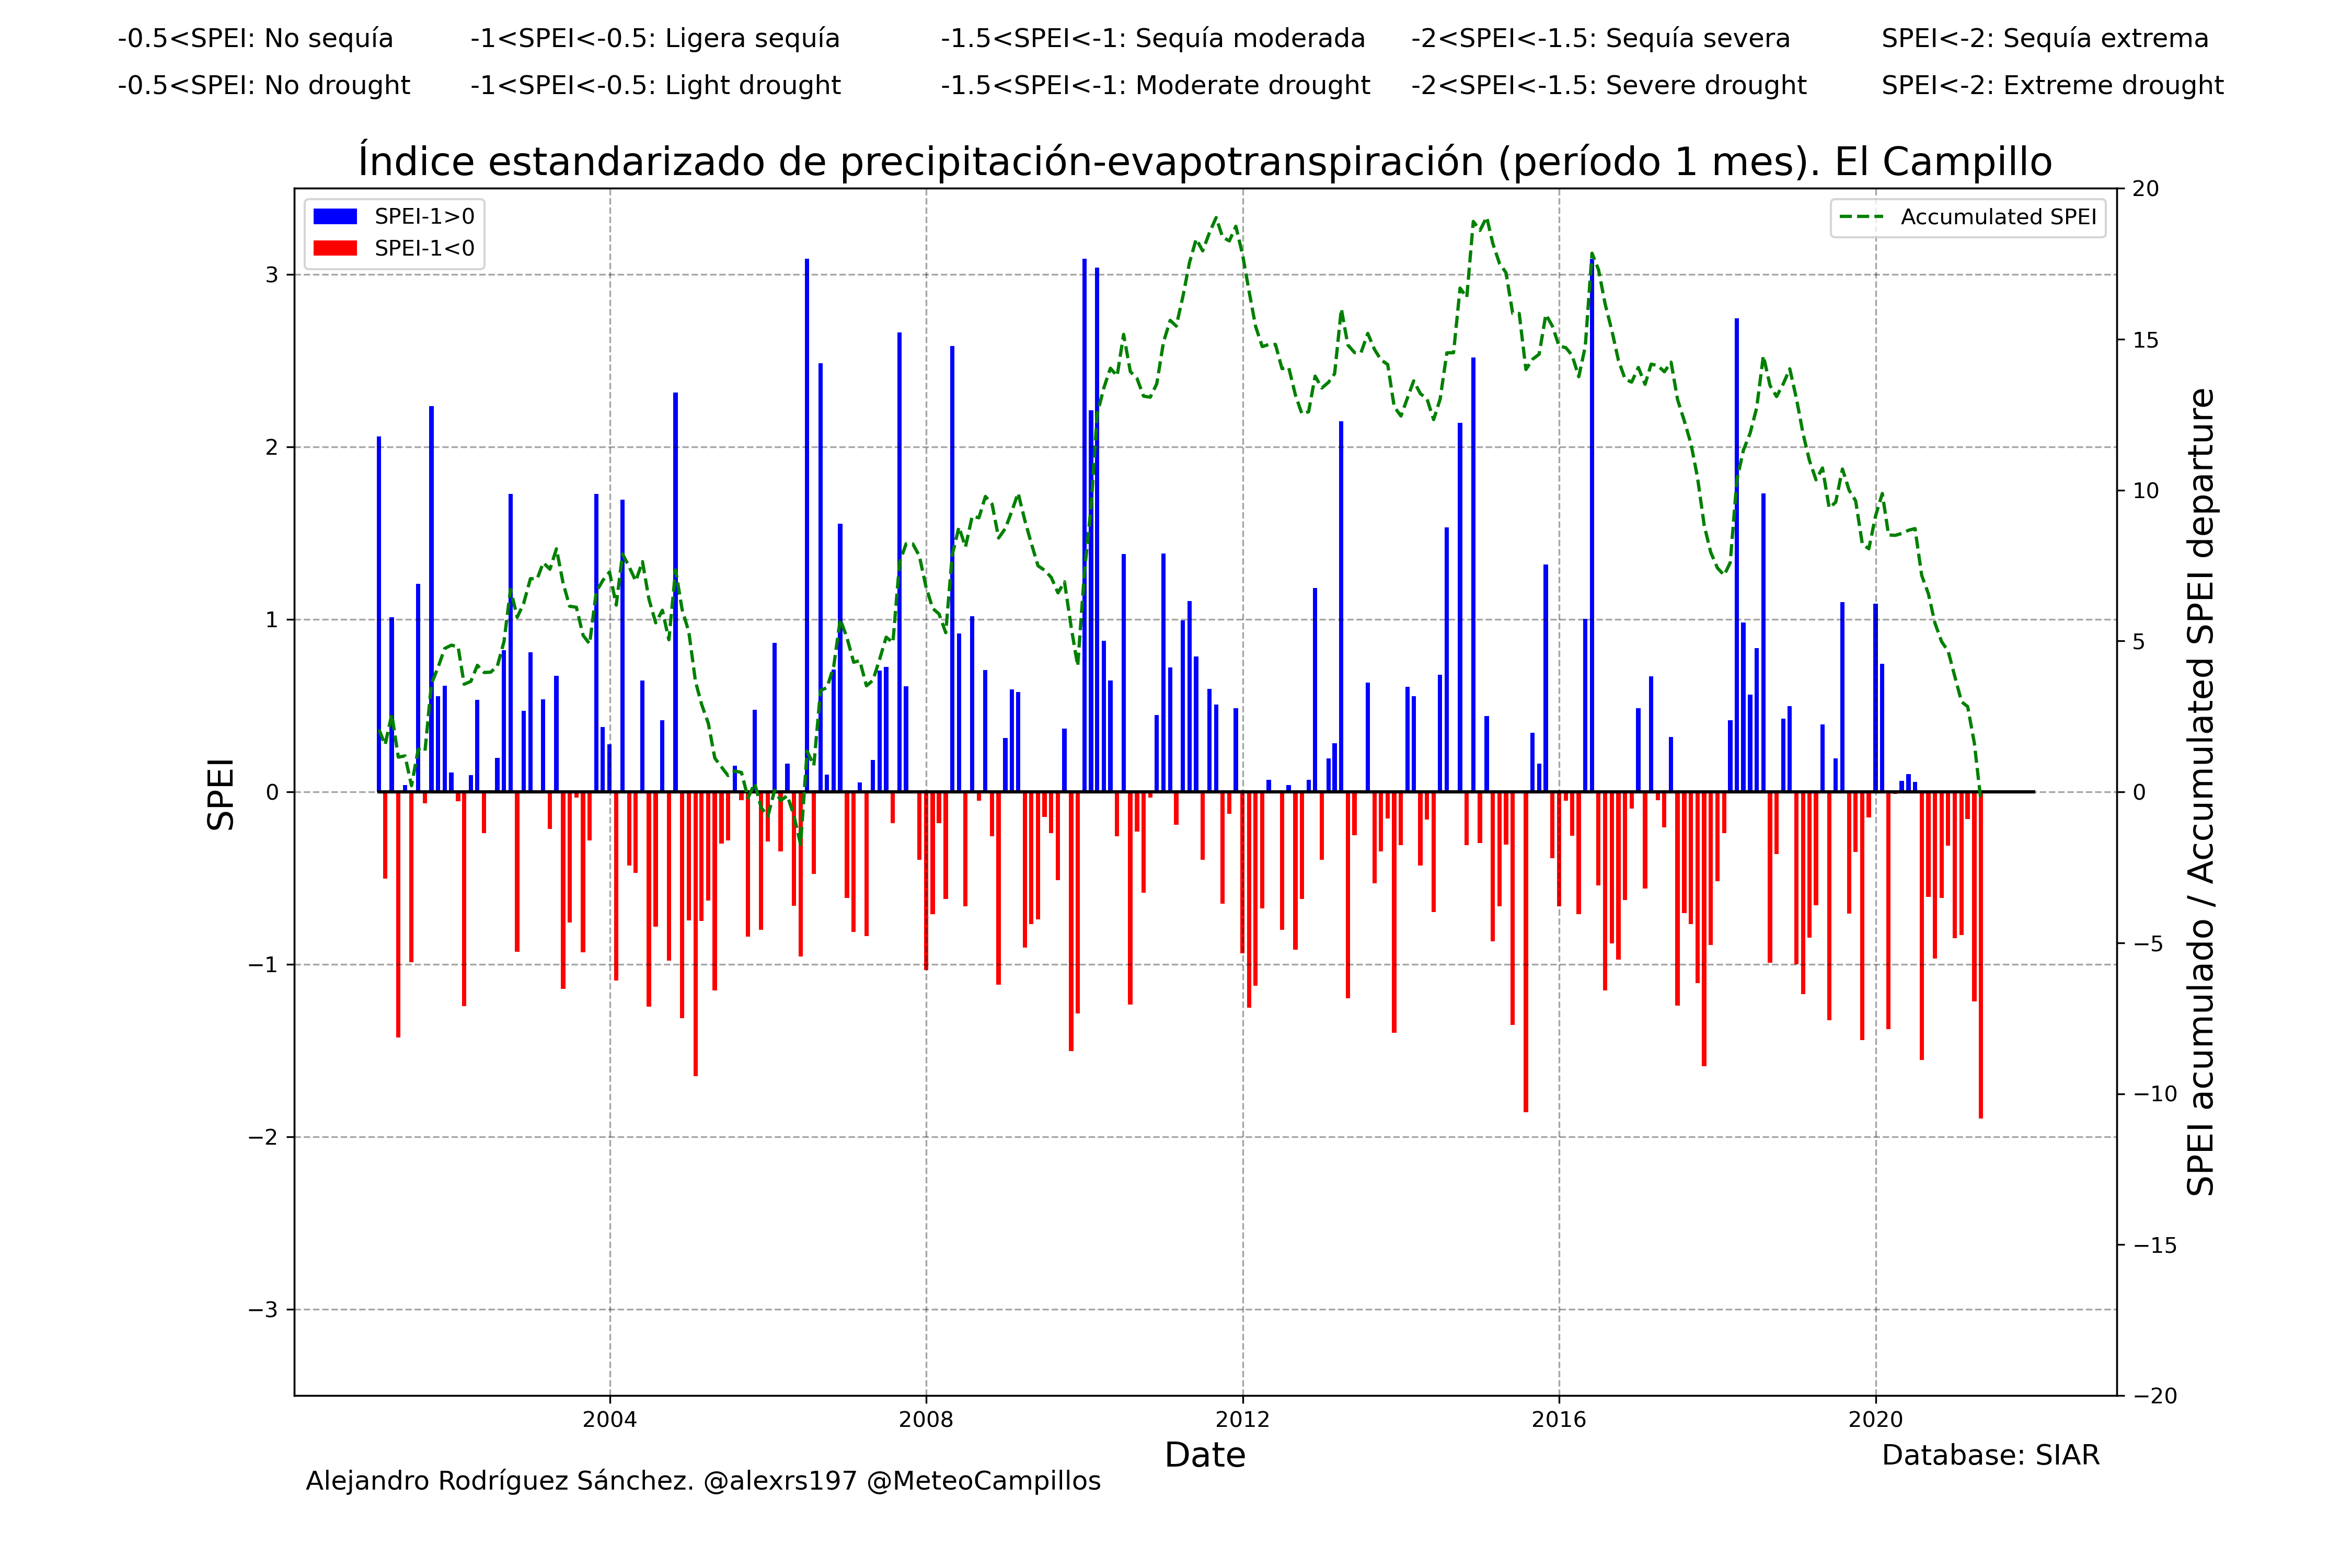 -0.5<SPEI: No sequía -1<SPEI<-0.5: Ligera sequía -1.5<SPEI<-1: Sequía moderada -2<SPEI<-1.5: Sequía severa SPEI<-2: Sequía extrema
-0.5<SPEI: No drought -1<SPEI<-0.5: Light drought -1.5<SPEI<-1: Moderate drought -2<SPEI<-1.5: Severe drought SPEI<-2: Extreme drought
Índice estandarizado de precipitación-evapotranspiración (período 1 mes). El Campillo
SPEI-1>0
SPEI-1<0
Accumulated SPEI
SPEI
3
2
1
0
−1
−2
−3
20
15
10
5
0
−5
−10
−15
−20
SPEI acumulado / Accumulated SPEI departure
2004 2008 2012 2016 2020
Date
Database: SIAR
Alejandro Rodríguez Sánchez. @alexrs197 @MeteoCampillos